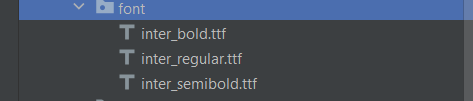 font
inter_bold.ttf
inter_regular.ttf
inter_semibold.ttf